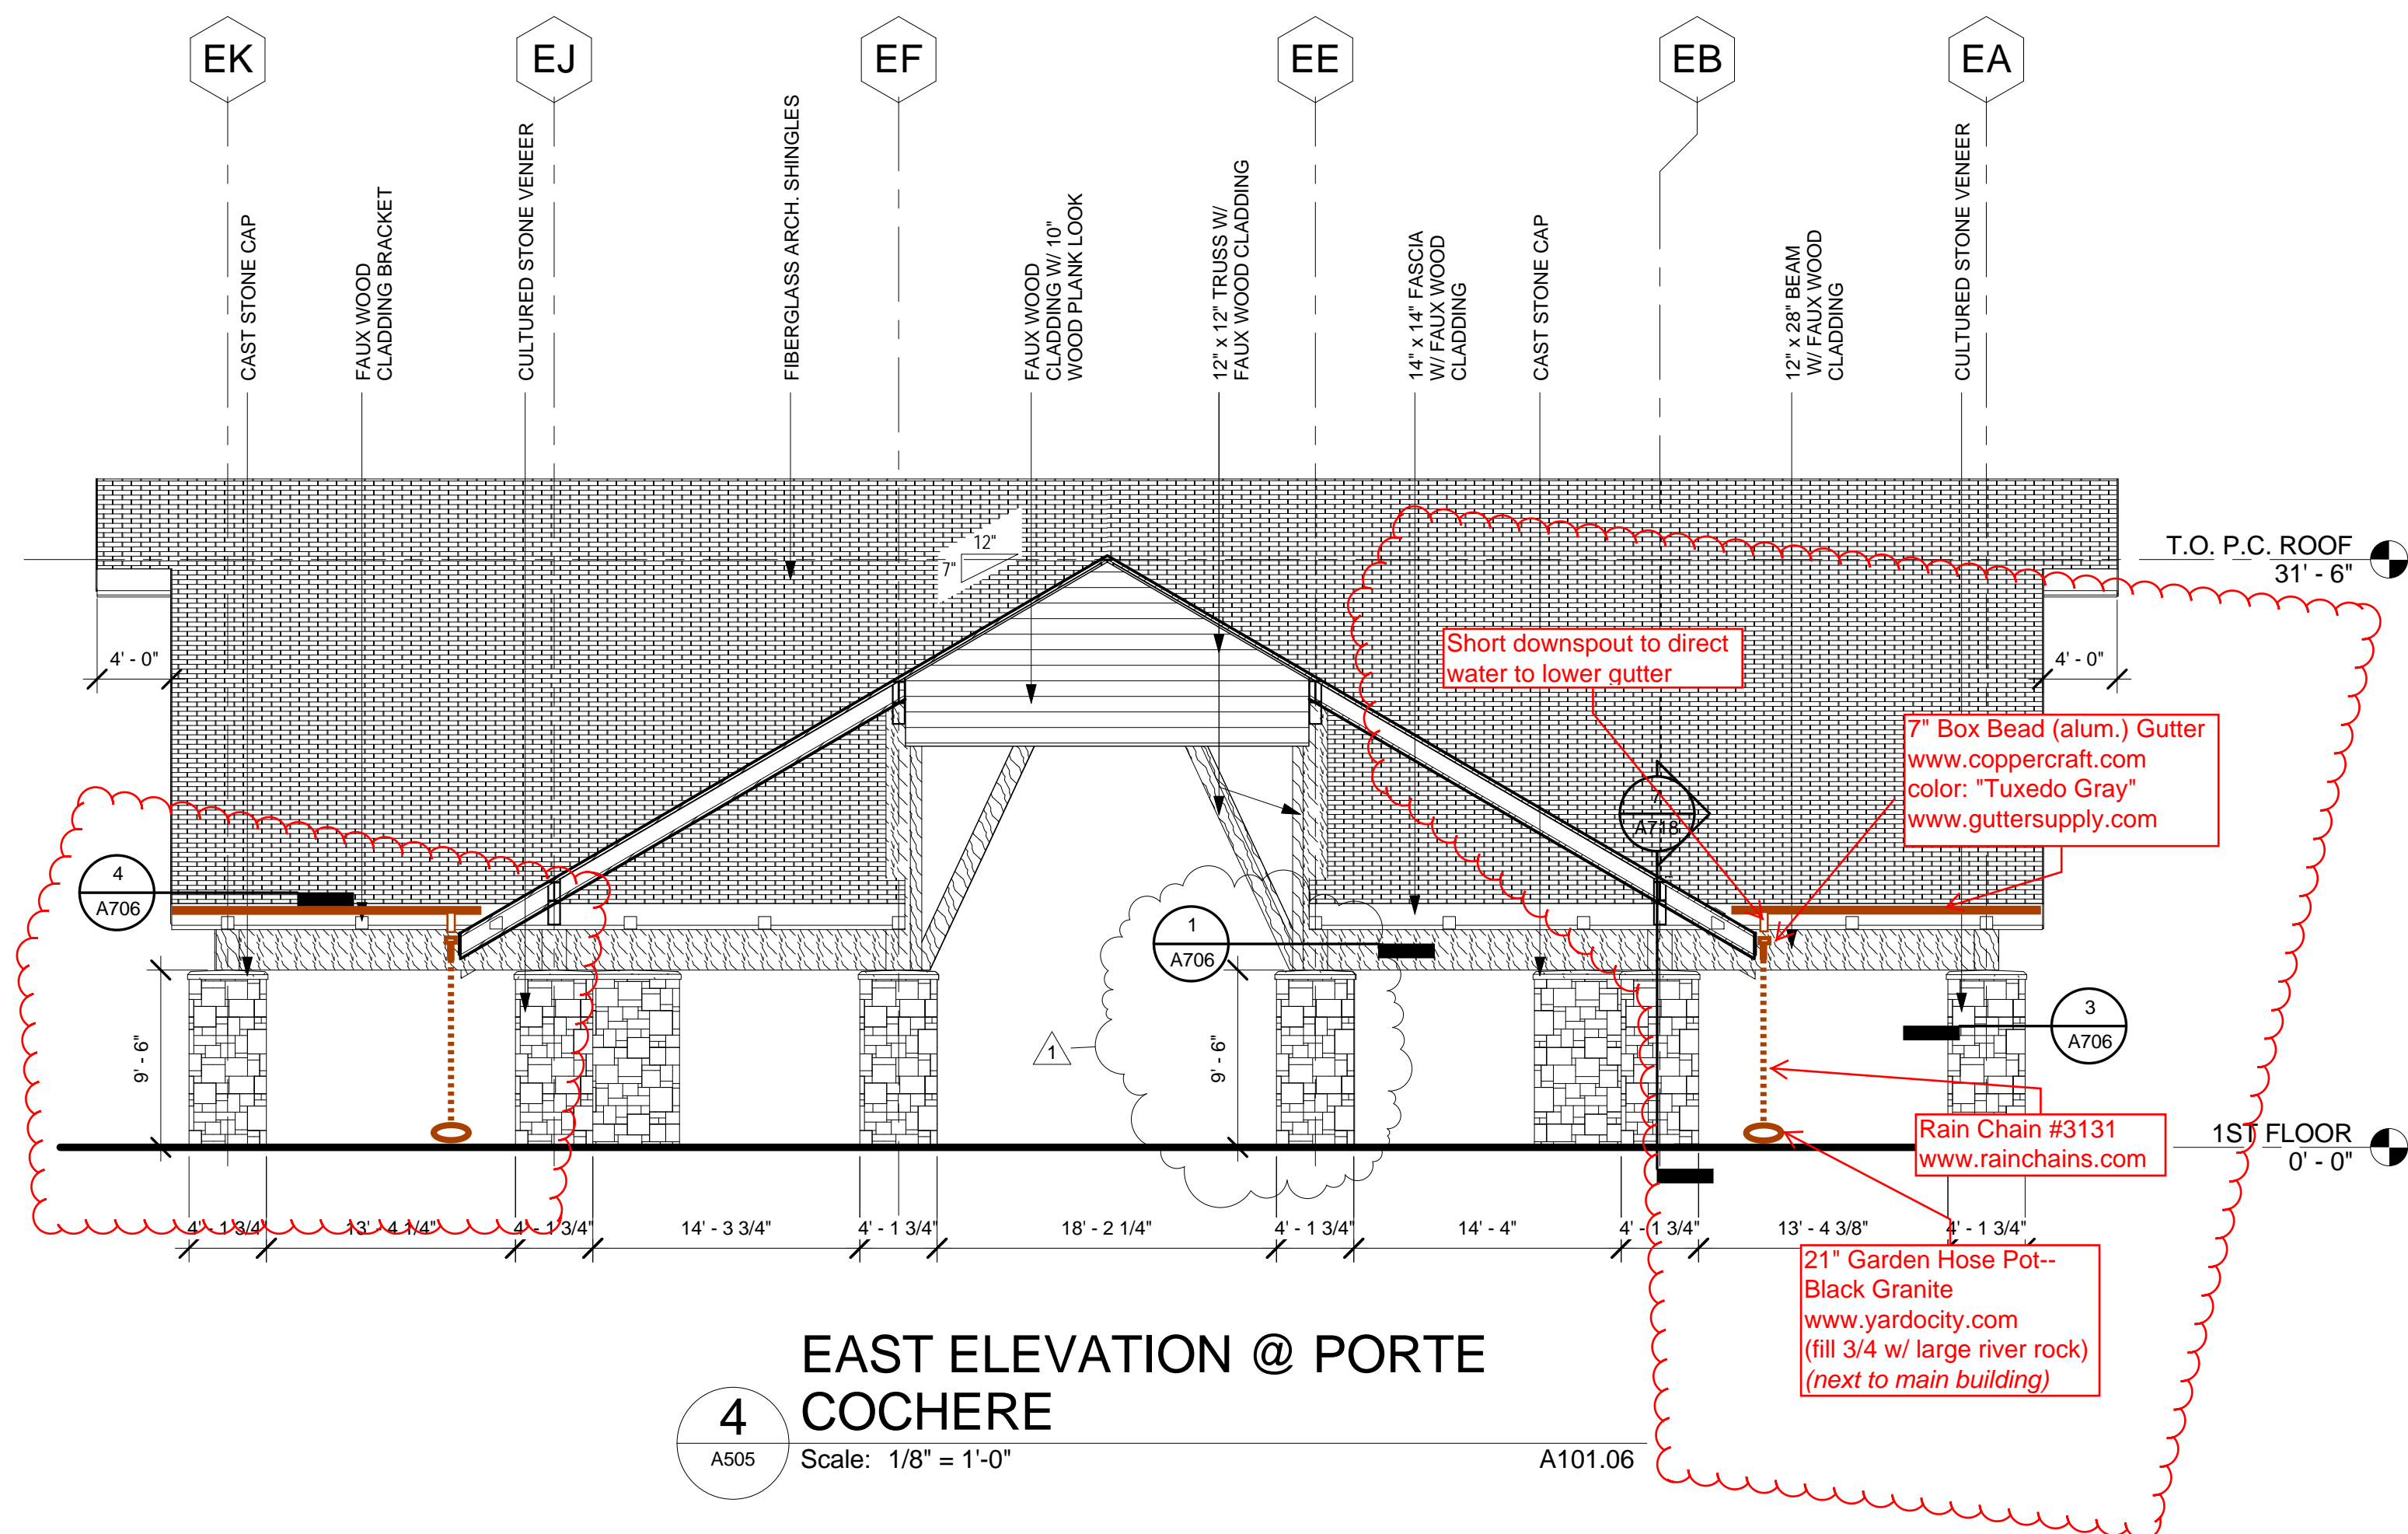 EK
EJ
EF
EE
EB
EA
CAST STONE CAP
FAUX WOOD
CLADDING BRACKET
CULTURED STONE VENEER
FIBERGLASS ARCH. SHINGLES
FAUX WOOD
CLADDING W/ 10"
WOOD PLANK LOOK
12" x 12" TRUSS W/
FAUX WOOD CLADDING
14" x 14" FASCIA
W/ FAUX WOOD
CLADDING
CAST STONE CAP
12" x 28" BEAM
W/ FAUX WOOD
CLADDING
CULTURED STONE VENEER
12"
7"
T.O. P.C. ROOF
31' - 6"
4' - 0"
4' - 0"
Short downspout to direct
water to lower gutter
7" Box Bead (alum.) Gutter
www.coppercraft.com
color: "Tuxedo Gray"
www.guttersupply.com
A718
4
A706
1
A706
3
A706
9' - 6"
1
9' - 6"
Rain Chain #3131
www.rainchains.com
1ST FLOOR
0' - 0"
4' - 1 3/4"
13' - 4 1/4"
4' - 1 3/4"
14' - 3 3/4"
4' - 1 3/4"
18' - 2 1/4"
4' - 1 3/4"
14' - 4"
4' - 1 3/4"
13' - 4 3/8"
4' - 1 3/4"
21" Garden Hose Pot--
Black Granite
www.yardocity.com
(fill 3/4 w/ large river rock)
(next to main building)
EAST ELEVATION @ PORTE
COCHERE
4
A505
Scale: 1/8" = 1'-0"
A101.06